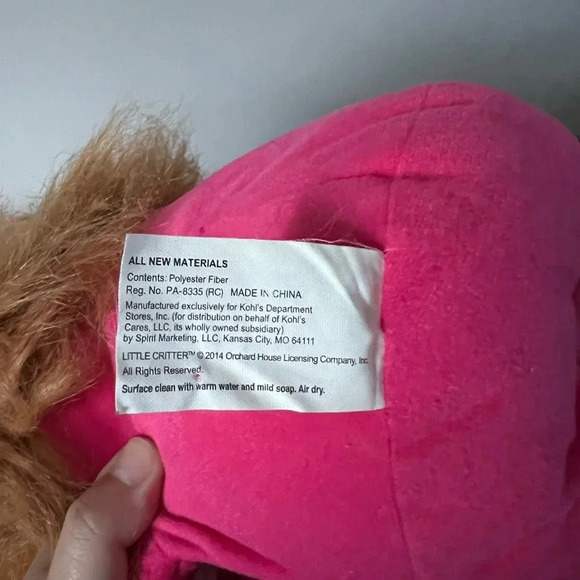 ALL NEW MATERIALS
Contents: Polyester Fiber
Reg. No. PA-8335 (RC) MADE IN CHINA
Manufactured exclusively for Kohl's Department
Stores, Inc. (for distribution on behalf of Kohl's
Cares, LLC, its wholly owned subsidiary)
by Spirit Marketing, LLC, Kansas City, MO 64111
LITTLE CRITTER™ © 2014 Orchard House Licensing Company, Inc.
All Rights Reserved.
Surface clean with warm water and mild soap. Air dry.